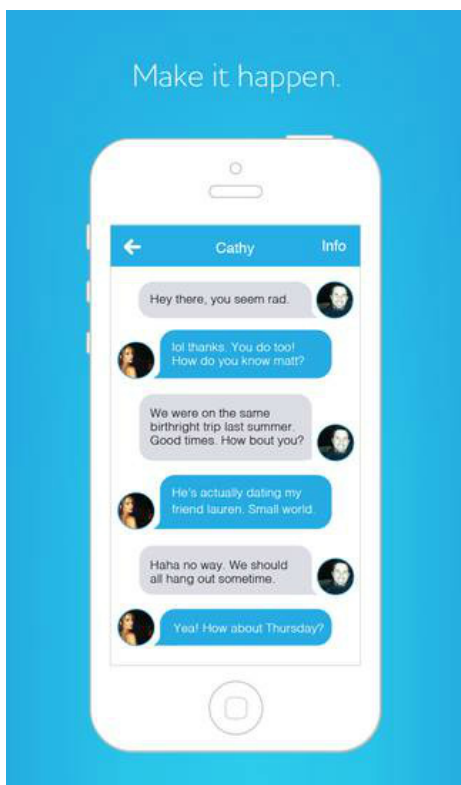 Make it happen.
Cathy
Info
Hey there, you seem rad.
lol thanks. You do too!
How do you know matt?
We were on the same
birthright trip last summer.
Good times. How bout you?
He's actually dating my
friend lauren. Small world.
Haha no way. We should
all hang out sometime.
Yea! How about Thursday?